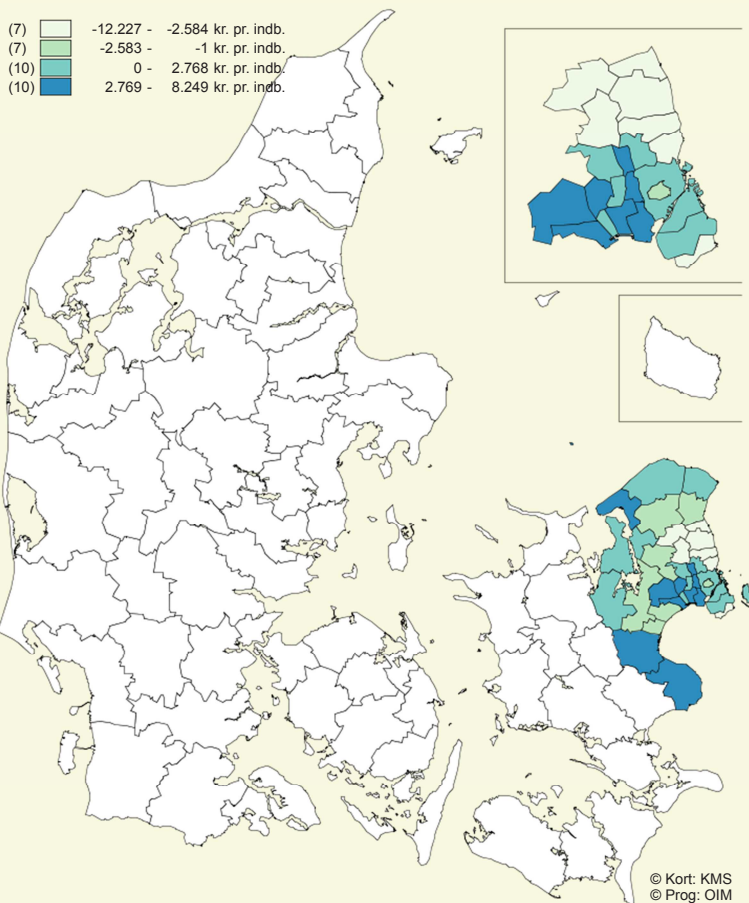 (7) -12.227 - -2.584 kr. pr. indb.
(7) -2.583 - -1 kr. pr. indb.
(10) 0 - 2.768 kr. pr. indb.
(10) 2.769 - 8.249 kr. pr. indb.
© Kort: KMS
© Prog: OIM